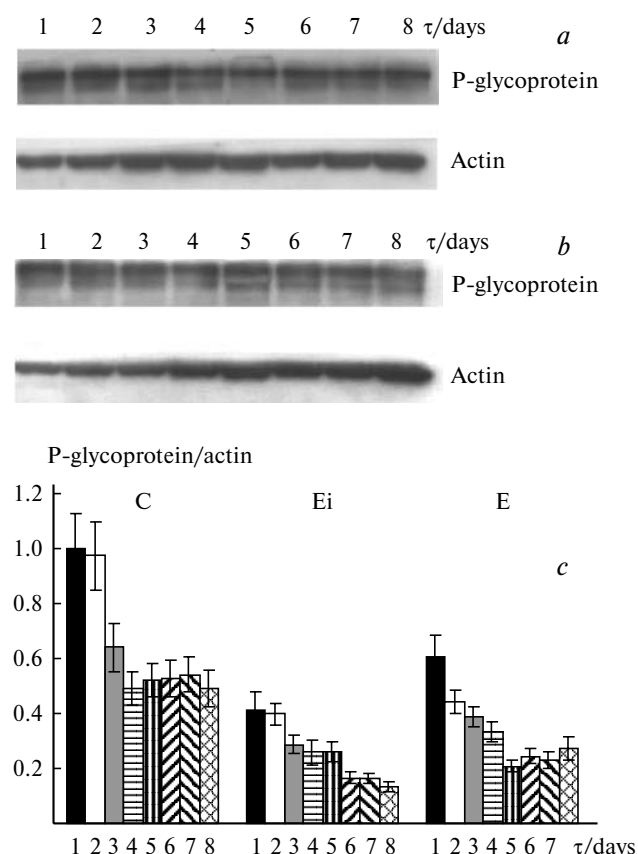 1 2 3 4 5 6 7 8 τ/days a
P-glycoprotein
Actin
1 2 3 4 5 6 7 8 τ/days b
P-glycoprotein
Actin
P-glycoprotein/actin
1.2 C Ei E
1.0 c
0.8
0.6
0.4
0.2
1 2 3 4 5 6 7 8 1 2 3 4 5 6 7 8 1 2 3 4 5 6 7 τ/days